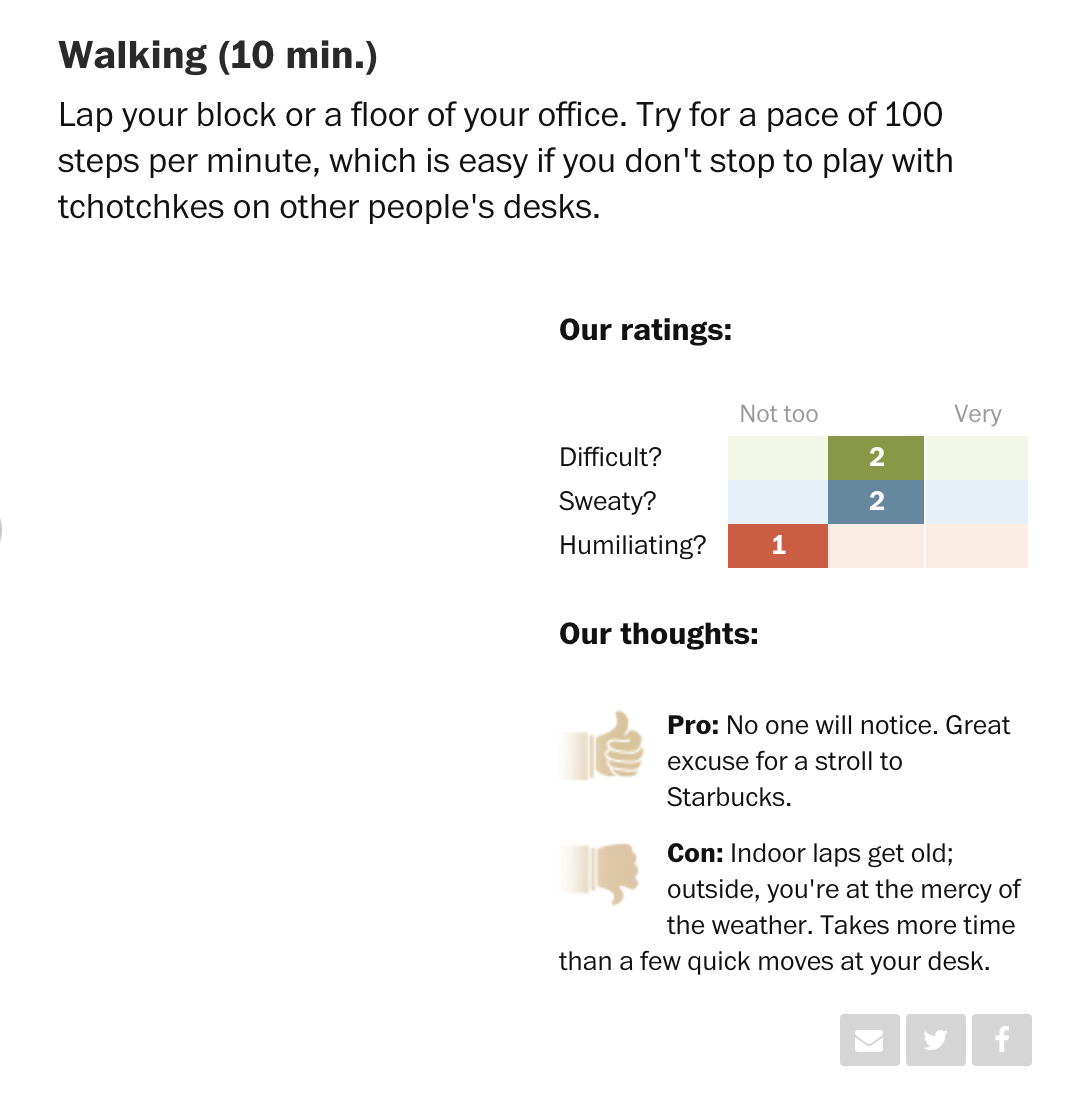 Walking (10 min.)
Lap your block or a floor of your office. Try for a pace of 100
steps per minute, which is easy if you don't stop to play with
tchotchkes on other people's desks.
Our ratings:
Not too Very
Difficult? 2
Sweaty? 2
Humiliating? 1
Our thoughts:
Pro: No one will notice. Great
excuse for a stroll to
Starbucks.
Con: Indoor laps get old;
outside, you're at the mercy of
the weather. Takes more time
than a few quick moves at your desk.